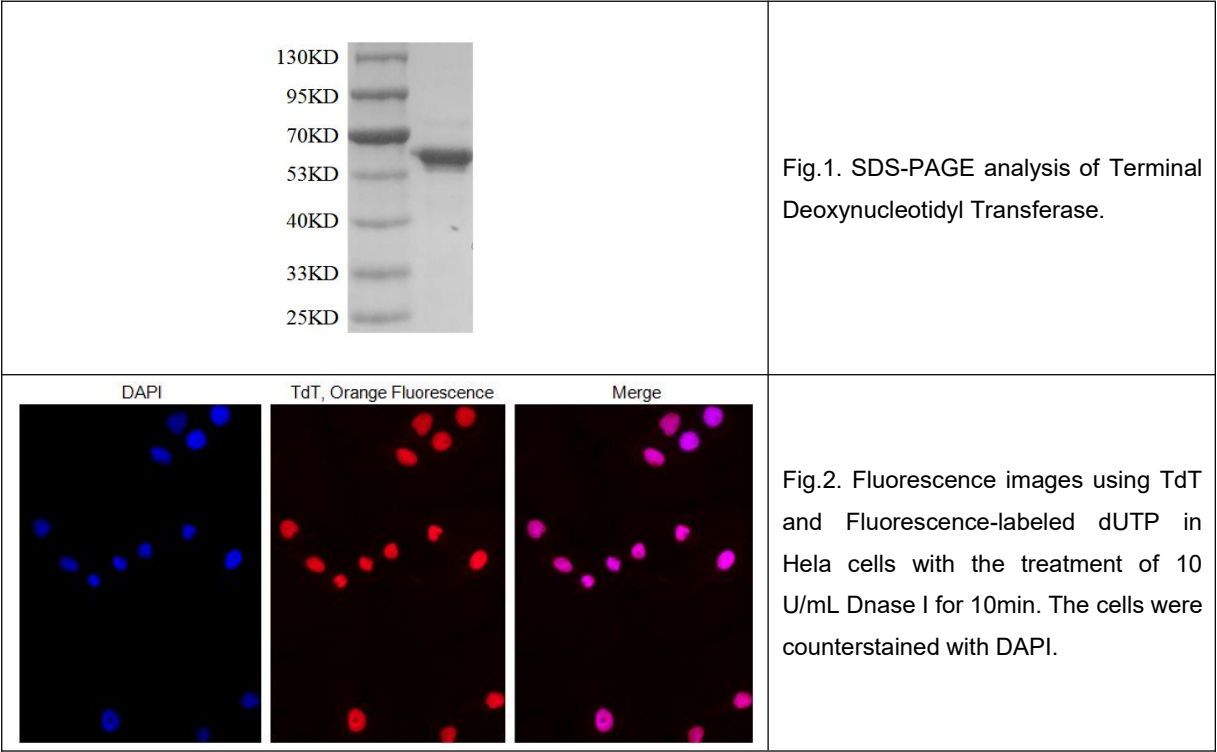 130KD
95KD
70KD
53KD
40KD
33KD
25KD
Fig.1. SDS-PAGE analysis of Terminal
Deoxynucleotidyl Transferase.
DAPI
TdT, Orange Fluorescence
Merge
Fig.2. Fluorescence images using TdT
and Fluorescence-labeled dUTP in
Hela cells with the treatment of 10
U/mL Dnase I for 10min. The cells were
counterstained with DAPI.